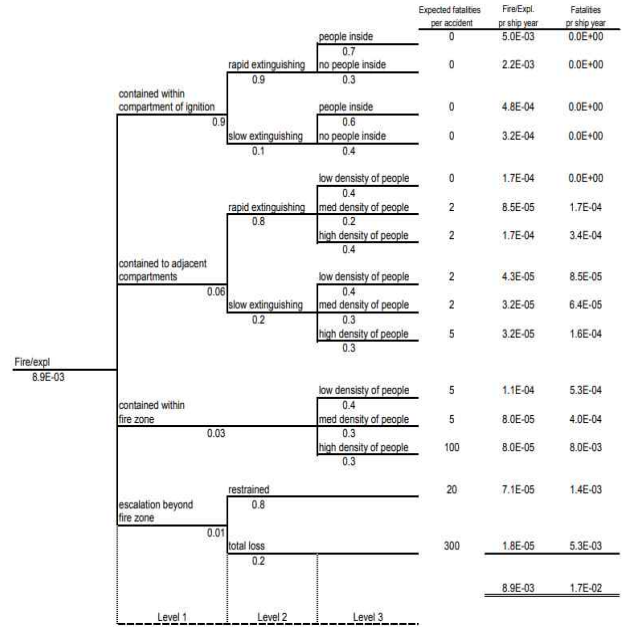 Expected fatalities Fire/Expl. Fatalities
per accident pr ship year pr ship year
people inside 0 5.0E-03 0.0E+00
0.7
rapid extinguishing no people inside 0 2.2E-03 0.0E+00
0.9 0.3
contained within
compartment of ignition people inside 0 4.8E-04 0.0E+00
0.9 0.6
slow extinguishing no people inside 0 3.2E-04 0.0E+00
0.1 0.4
low densisty of people 0 1.7E-04 0.0E+00
0.4
rapid extinguishing med density of people 2 8.5E-05 1.7E-04
0.8 0.2
high density of people 2 1.7E-04 3.4E-04
0.4
contained to adjacent
compartments low densisty of people 2 4.3E-05 8.5E-05
0.06 0.4
slow extinguishing med density of people 2 3.2E-05 6.4E-05
0.2 0.3
high density of people 5 3.2E-05 1.6E-04
0.3
Fire/expl
8.9E-03
low densisty of people 5 1.1E-04 5.3E-04
contained within 0.4
fire zone med density of people 5 8.0E-05 4.0E-04
0.03 0.3
high density of people 100 8.0E-05 8.0E-03
0.3
restrained 20 7.1E-05 1.4E-03
escalation beyond 0.8
fire zone
0.01
total loss 300 1.8E-05 5.3E-03
0.2
8.9E-03 1.7E-02
Level 1 Level 2 Level 3